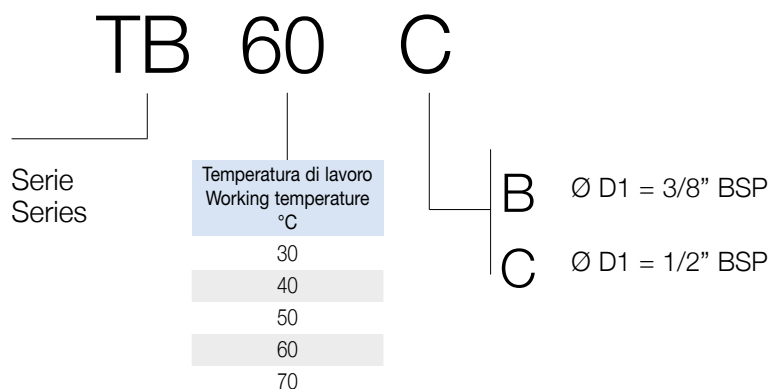 TB 60 C
Serie
Series
Temperatura di lavoro
Working temperature
°C
30
40
50
60
70
B Ø D1 = 3/8” BSP
C Ø D1 = 1/2” BSP